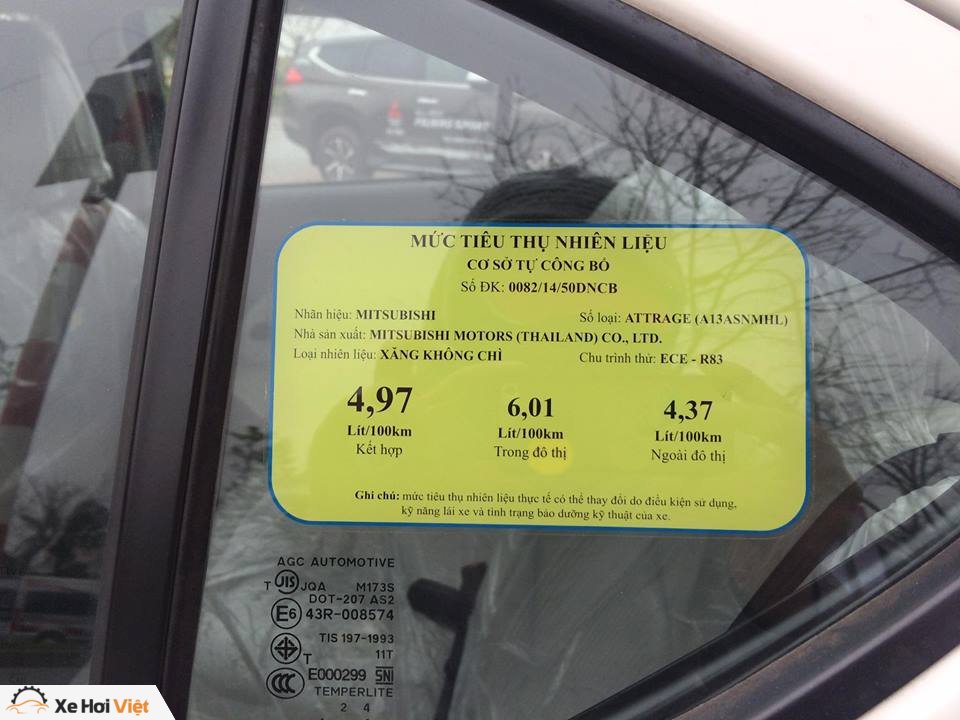 PAJERO SPORT
MỨC TIÊU THỤ NHIÊN LIỆU
CƠ SỞ TỰ CÔNG BỐ
Số ĐK: 0082/14/50DNCB
Nhãn hiệu: MITSUBISHI
Số loại: ATTRAGE (A13ASNMHL)
Nhà sản xuất: MITSUBISHI MOTORS (THAILAND) CO., LTD.
Loại nhiên liệu: XĂNG KHÔNG CHÌ
Chu trình thử: ECE - R83
4,97
Lít/100km
Kết hợp
6,01
Lít/100km
Trong đô thị
4,37
Lít/100km
Ngoài đô thị
Ghi chú: mức tiêu thụ nhiên liệu thực tế có thể thay đổi do điều kiện sử dụng,
kỹ năng lái xe và tình trạng bảo dưỡng kỹ thuật của xe.
AGC AUTOMOTIVE
T JIS JQA M173S
DOT-207 AS2
E6 43R-008574
TIS 197-1993
T 11T
CCC E000299 SNI
TEMPERLITE
2 4
Xe Hơi Việt